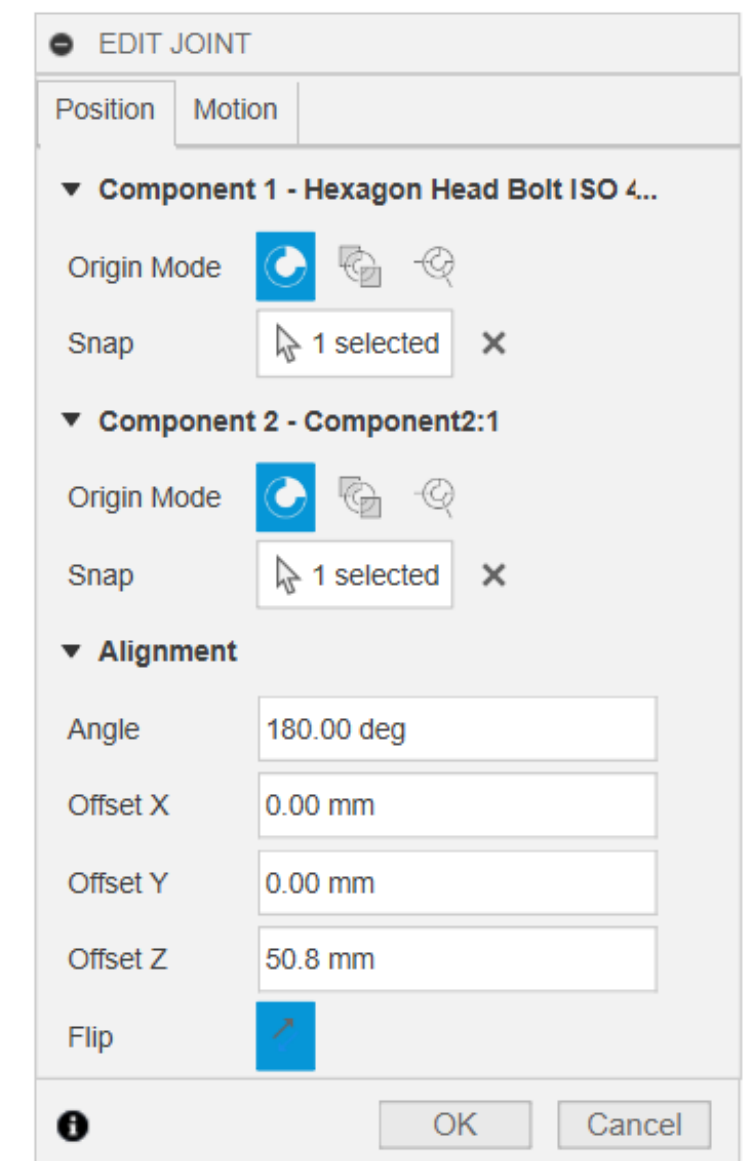 EDIT JOINT
Position Motion
Component 1 - Hexagon Head Bolt ISO 4...
Origin Mode
Snap 1 selected
Component 2 - Component2:1
Origin Mode
Snap 1 selected
Alignment
Angle 180.00 deg
Offset X 0.00 mm
Offset Y 0.00 mm
Offset Z 50.8 mm
Flip
OK Cancel